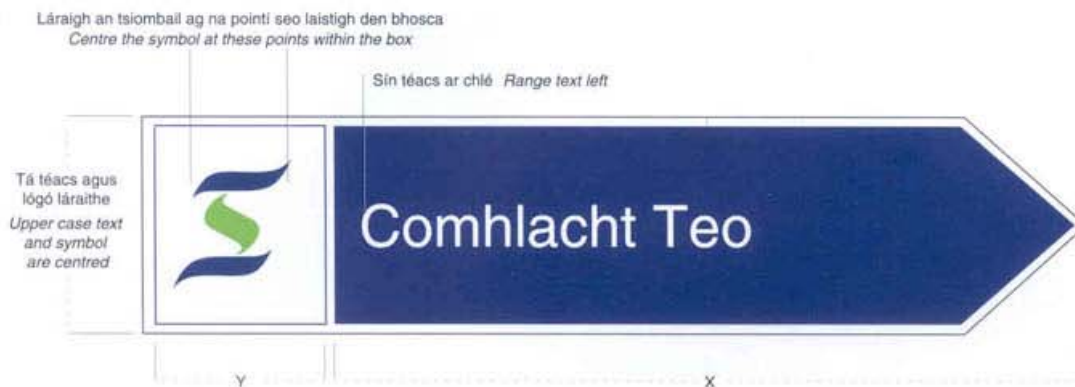 Láraigh an tsiombail ag na pointi seo laistigh den bhosca
Centre the symbol at these points within the box
Sín téacs ar chlé Range text left
Tá téacs agus
lógó láraithe
Upper case text
and symbol
are centred
Comhlacht Teo
Y
X